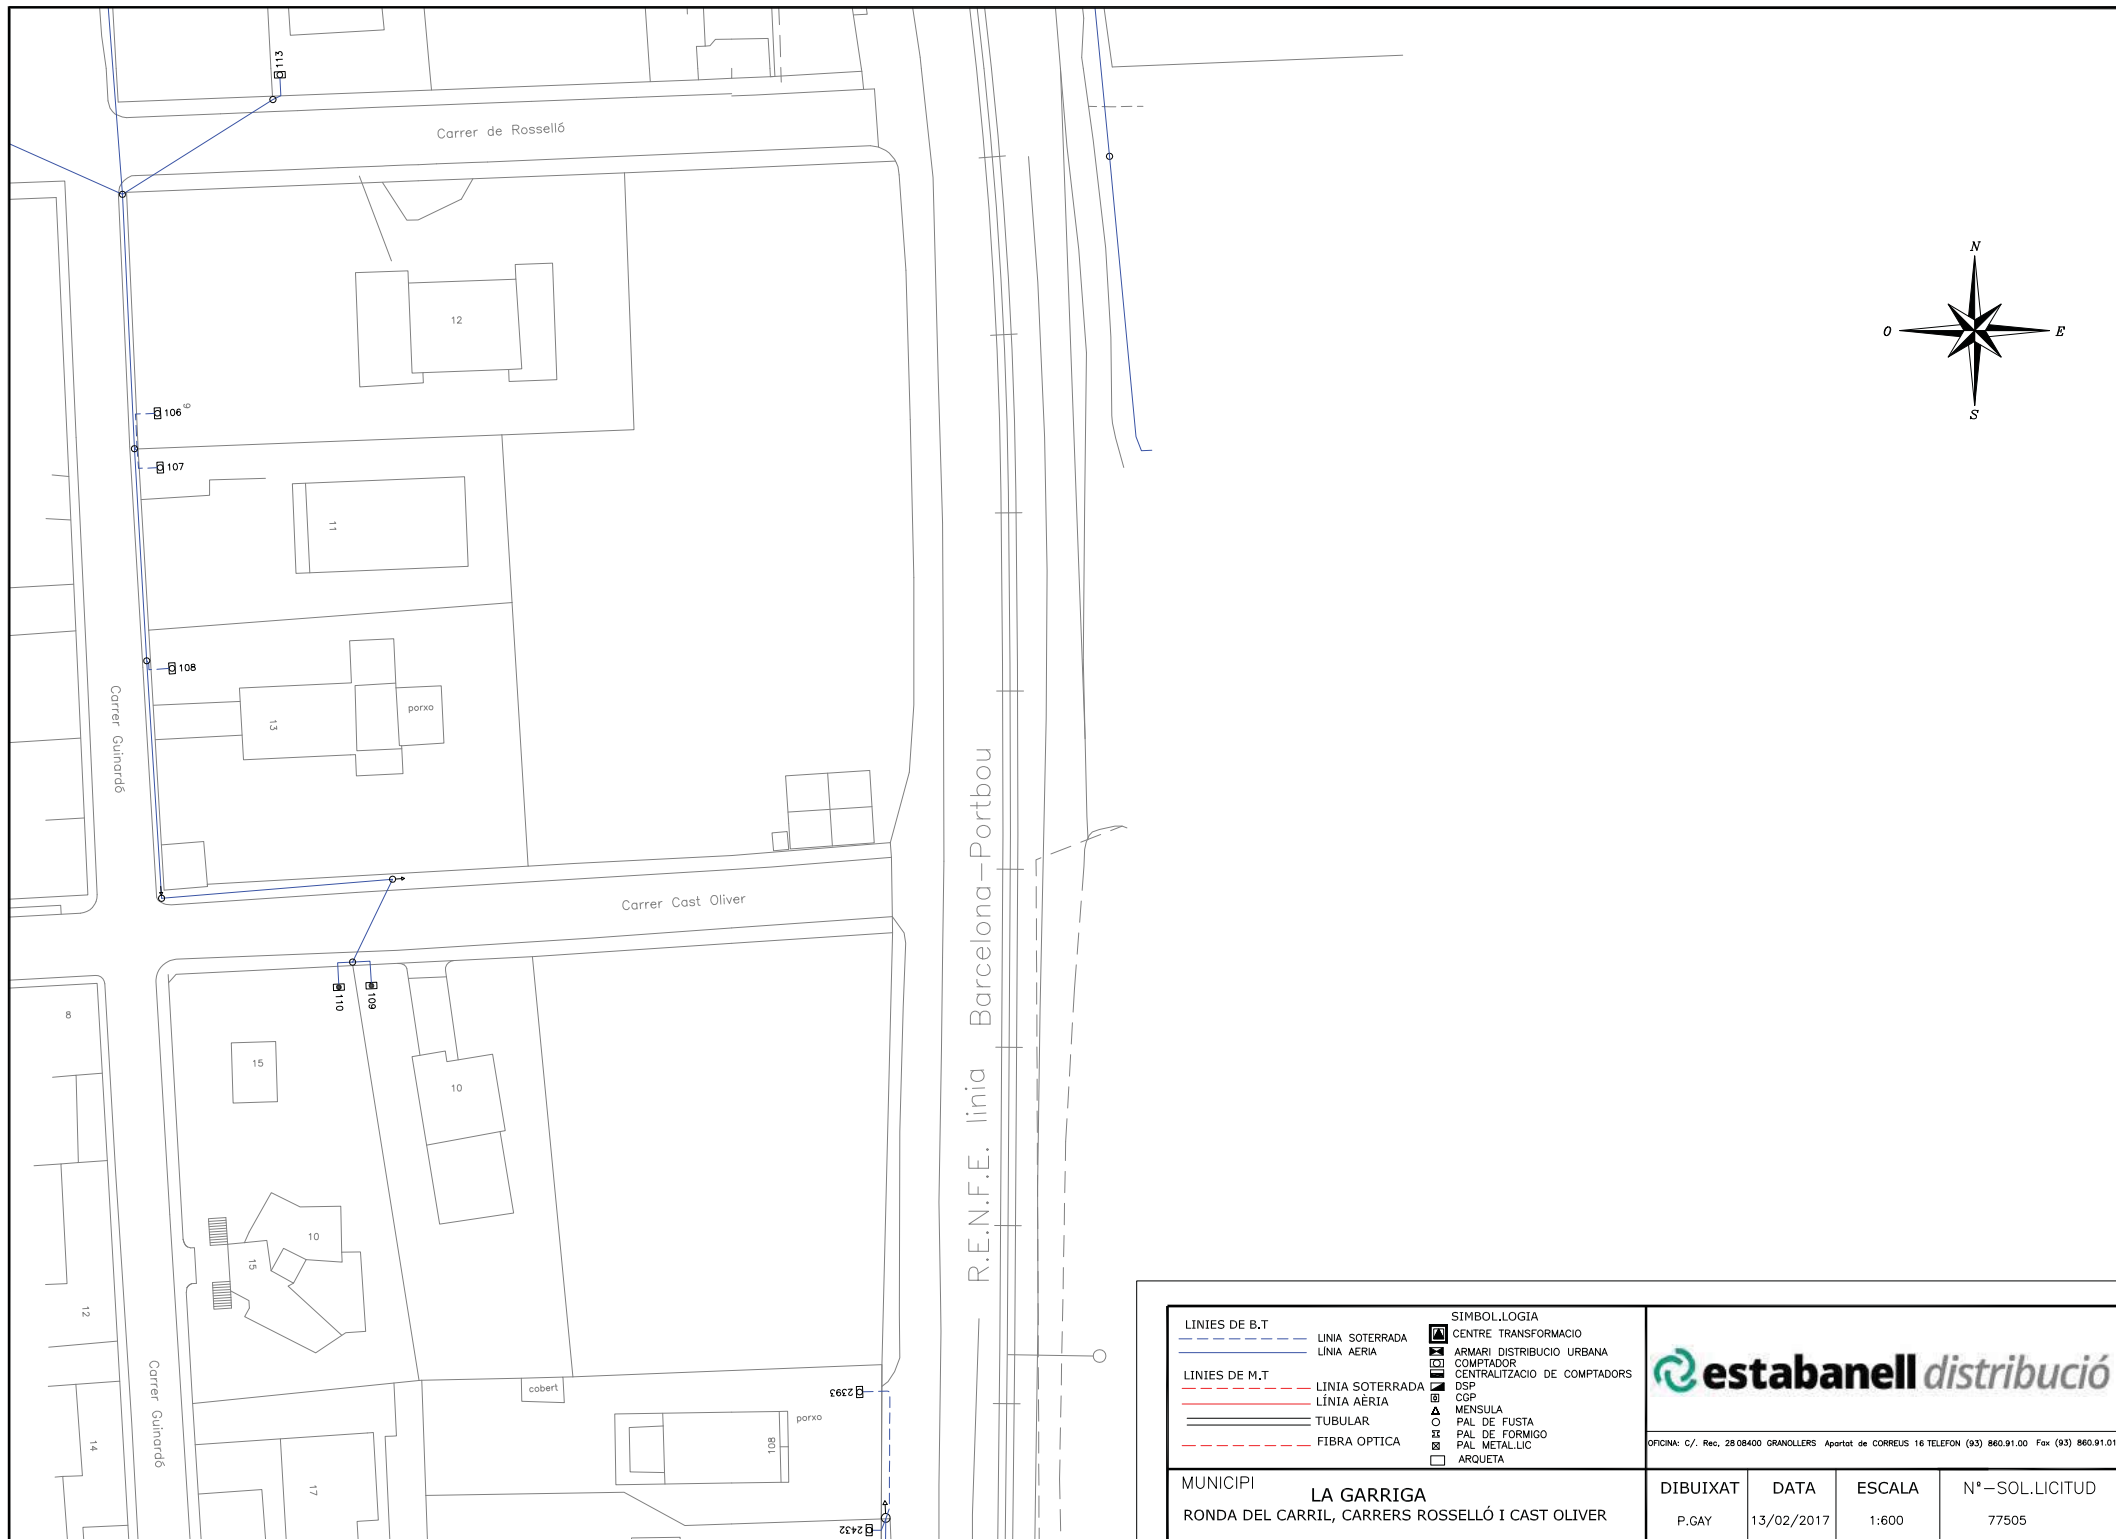 113
Carrer de Rosselló
N
O
E
S
12
106
9
107
11
108
Carrer Guinardó
13
porxo
R.E.N.F.E. linia Barcelona-Portbou
Carrer Cast Oliver
110
109
8
15
10
10
15
12
Carrer Guinardó
14
17
cobert
2393
porxo
108
2432
LINIES DE B.T
LINIA SOTERRADA
LÍNIA AERIA
LINIES DE M.T
LINIA SOTERRADA
LÍNIA AÈRIA
TUBULAR
FIBRA OPTICA
SIMBOL.LOGIA
CENTRE TRANSFORMACIO
ARMARI DISTRIBUCIO URBANA
COMPTADOR
CENTRALITZACIO DE COMPTADORS
DSP
CGP
MENSULA
PAL DE FUSTA
PAL DE FORMIGO
PAL METAL.LIC
ARQUETA
estabanell distribució
OFICINA: C/. Rec, 28 08400 GRANOLLERS Apartat de CORREUS 16 TELEFON (93) 860.91.00 Fax (93) 860.91.01
MUNICIPI
LA GARRIGA
RONDA DEL CARRIL, CARRERS ROSSELLÓ I CAST OLIVER
DIBUIXAT
P.GAY
DATA
13/02/2017
ESCALA
1:600
Nº-SOL.LICITUD
77505